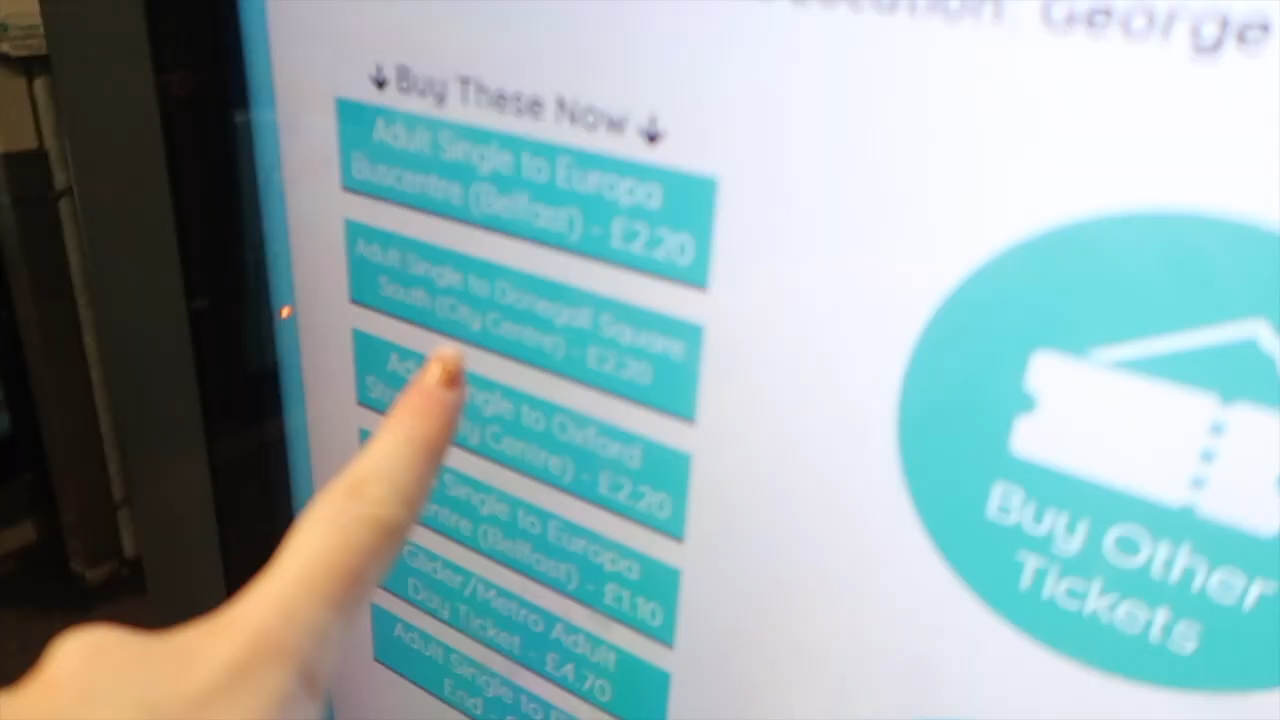 George
↓ Buy These Now ↓
Adult Single to Europa
Buscentre (Belfast) - £2.20
Adult Single to Donegall Square
South (City Centre) - £2.20
Single to Oxford
Centre) - £2.20
Single to Europa
(Belfast) - £1.10
Glider/Metro Adult
Day Ticket - £4.70
Adult Single to
End -
Buy Other
Tickets